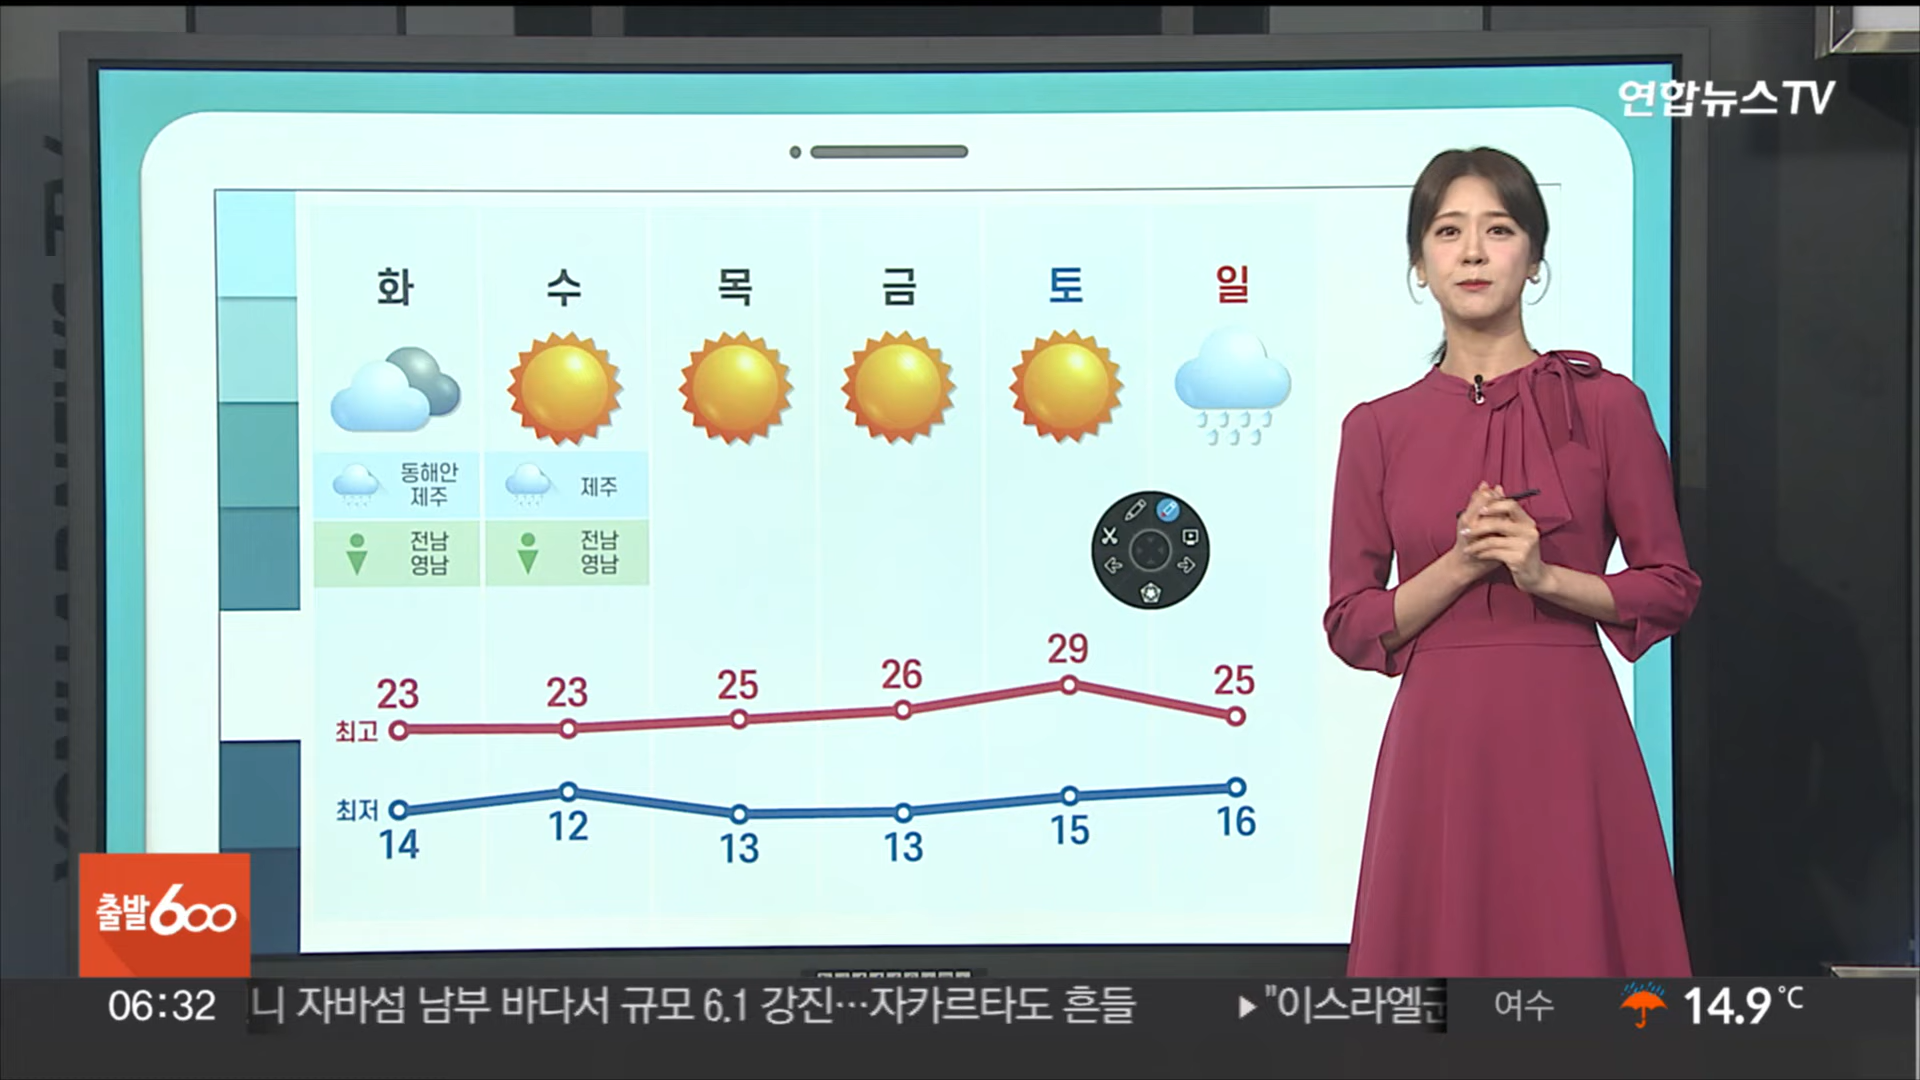 연합뉴스TV
화 수 목 금 토 일
동해안
제주
제주
전남
영남
전남
영남
23 23 25 26 29 25
최고
최저
14 12 13 13 15 16
출발600
06:32 니 자바섬 남부 바다서 규모 6.1 강진…자카르타도 흔들 ▶"이스라엘군 여수 14.9℃